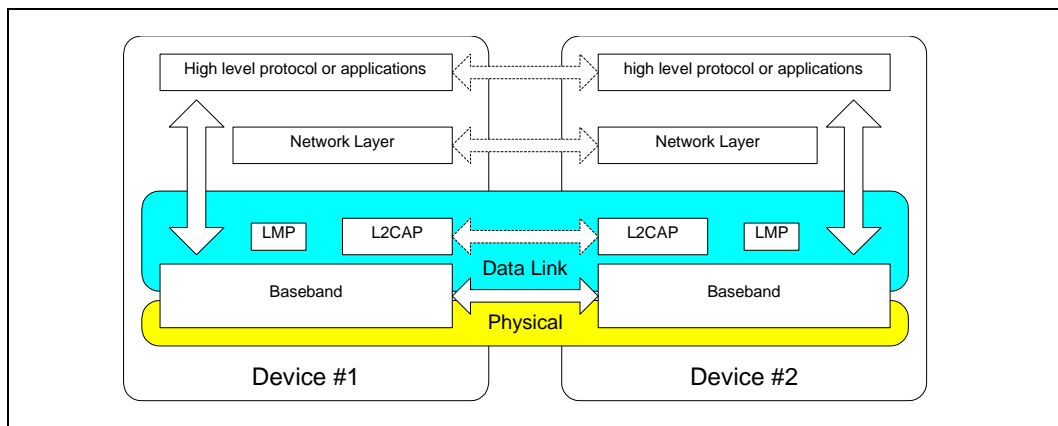 High level protocol or applications
high level protocol or applications
Network Layer
Network Layer
LMP
L2CAP
L2CAP
LMP
Data Link
Baseband
Baseband
Physical
Device #1
Device #2